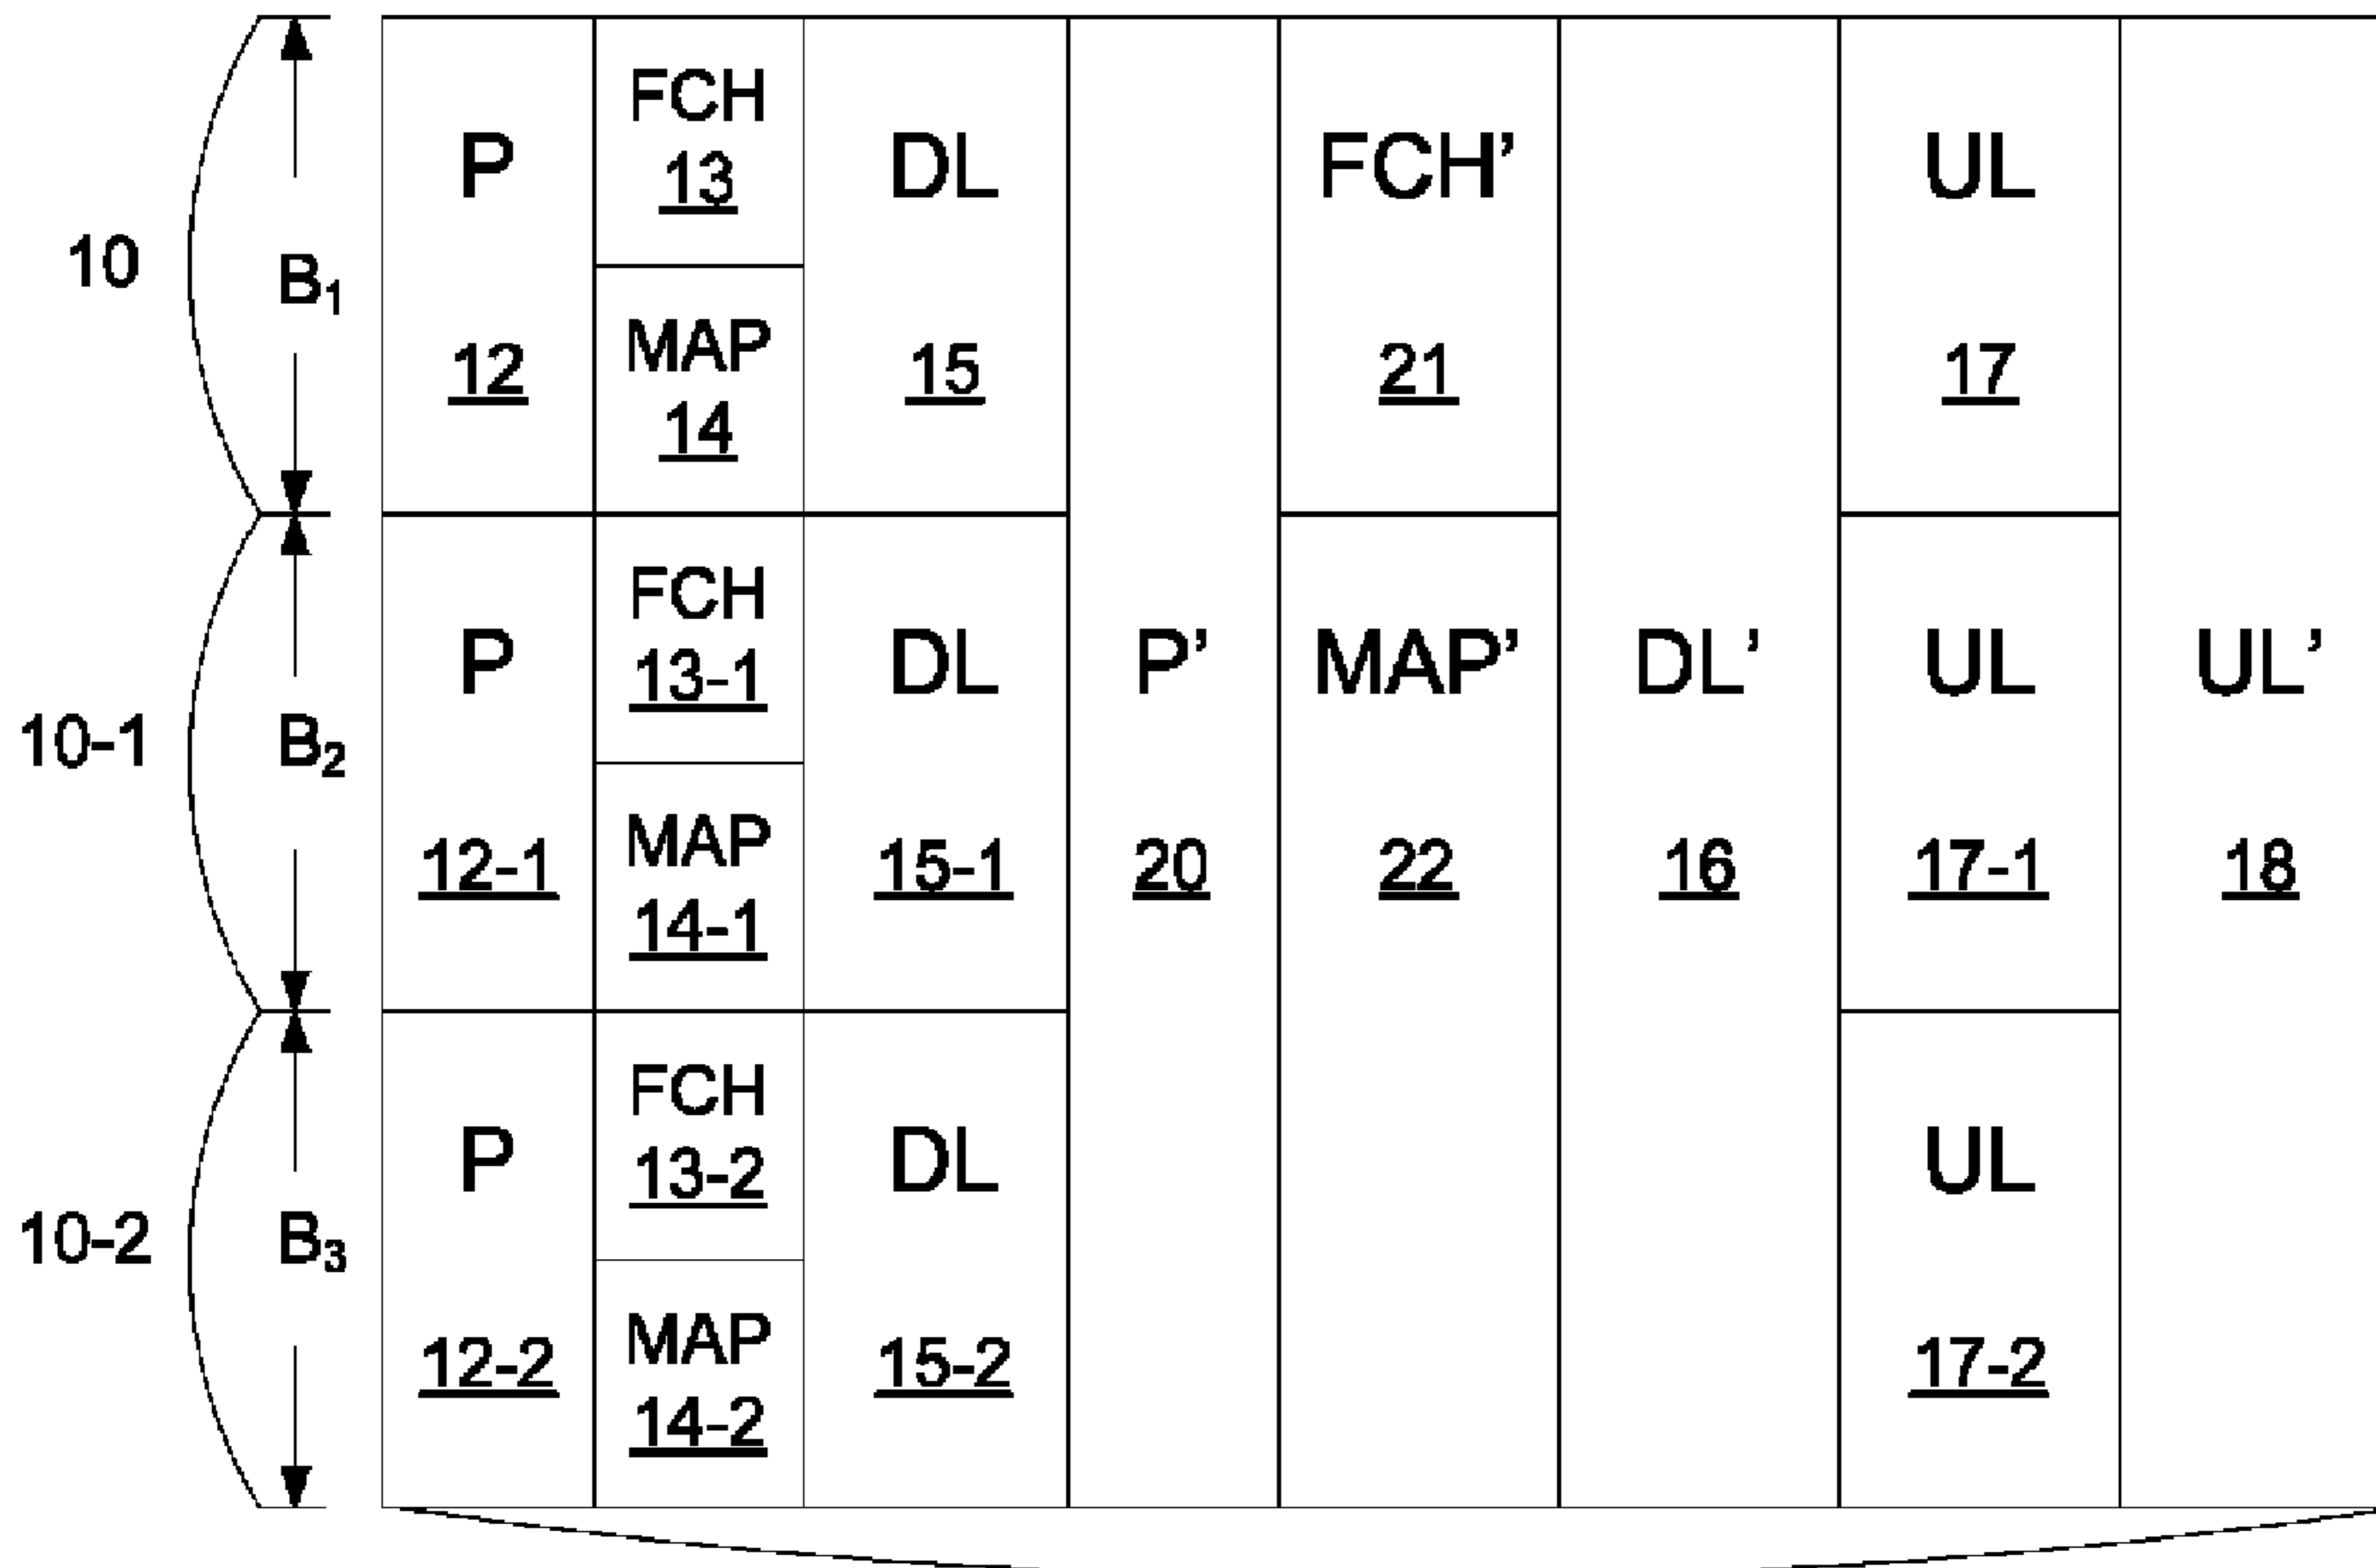 FCH
P
13
DL
FCH’
UL
10
B₁
MAP
12
14
15
21
17
FCH
P
13-1
DL
P’
MAP’
DL’
UL
UL’
10-1
B₂
MAP
12-1
14-1
15-1
20
22
16
17-1
18
FCH
P
13-2
DL
UL
10-2
B₃
MAP
12-2
14-2
15-2
17-2